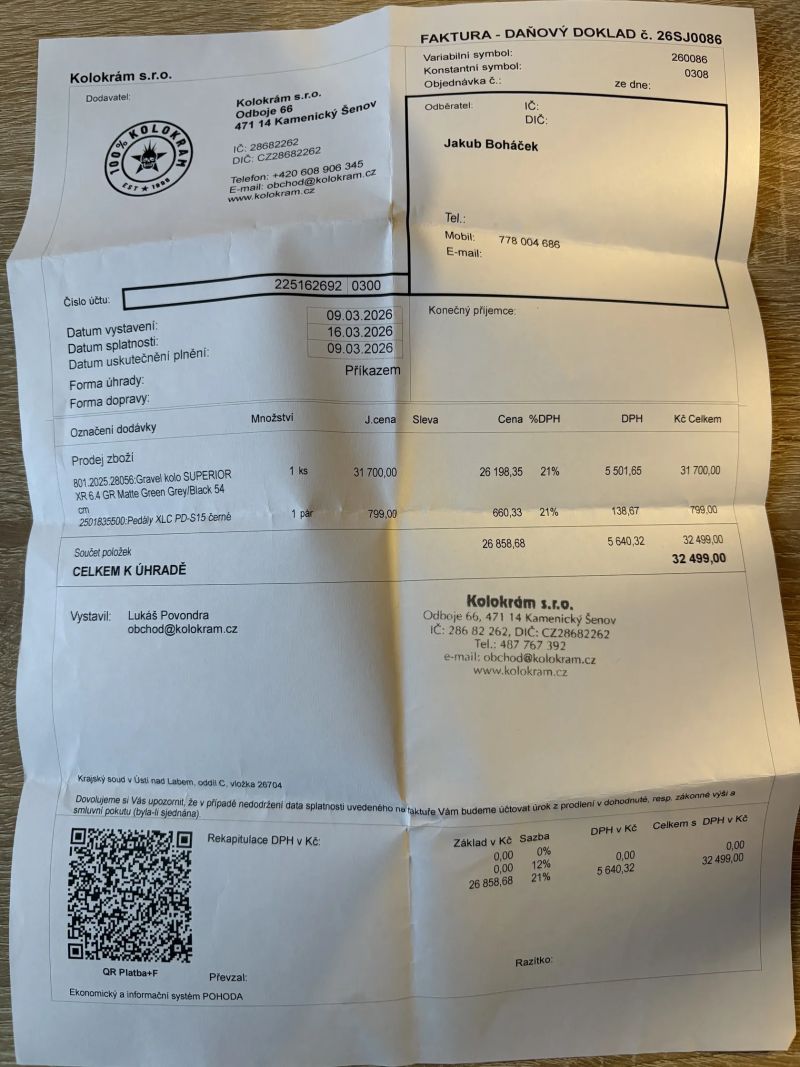 FAKTURA - DAŇOVÝ DOKLAD č. 26SJ0086
Kolokrám s.r.o.
Dodavatel:
100% KOLOKRÁM
EST ★ 1998
Kolokrám s.r.o.
Odboje 66
471 14 Kamenický Šenov
IČ: 28682262
DIČ: CZ28682262
Telefon: +420 608 906 345
E-mail: obchod@kolokram.cz
www.kolokram.cz
Variabilní symbol: 260086
Konstantní symbol: 0308
Objednávka č.: ze dne:
Odběratel: IČ:
DIČ:
Jakub Boháček
Tel.:
Mobil: 778 004 686
E-mail:
Číslo účtu: 225162692 0300
Datum vystavení: 09.03.2026
Datum splatnosti: 16.03.2026
Datum uskutečnění plnění: 09.03.2026
Forma úhrady: Příkazem
Forma dopravy:
Konečný příjemce:
Označení dodávky Množství J.cena Sleva Cena %DPH DPH Kč Celkem
Prodej zboží
801.2025.28056:Gravel kolo SUPERIOR 1 ks 31 700,00 26 198,35 21% 5 501,65 31 700,00
XR 6.4 GR Matte Green Grey/Black 54
cm
2501835500:Pedály XLC PD-S15 černé 1 pár 799,00 660,33 21% 138,67 799,00
Součet položek 26 858,68 5 640,32 32 499,00
CELKEM K ÚHRADĚ 32 499,00
Vystavil: Lukáš Povondra
obchod@kolokram.cz
Kolokrám s.r.o.
Odboje 66, 471 14 Kamenický Šenov
IČ: 286 82 262, DIČ: CZ28682262
Tel.: 487 767 392
e-mail: obchod@kolokram.cz
www.kolokram.cz
Krajský soud v Ústí nad Labem, oddíl C, vložka 26704
Dovolujeme si Vás upozornit, že v případě nedodržení data splatnosti uvedeného na faktuře Vám budeme účtovat úrok z prodlení v dohodnuté, resp. zákonné výši a
smluvní pokutu (byla-li sjednána).
Rekapitulace DPH v Kč: Základ v Kč Sazba DPH v Kč Celkem s DPH v Kč
0,00 0% 0,00
0,00 12% 0,00 32 499,00
26 858,68 21% 5 640,32
QR Platba+F
Převzal: Razítko:
Ekonomický a informační systém POHODA